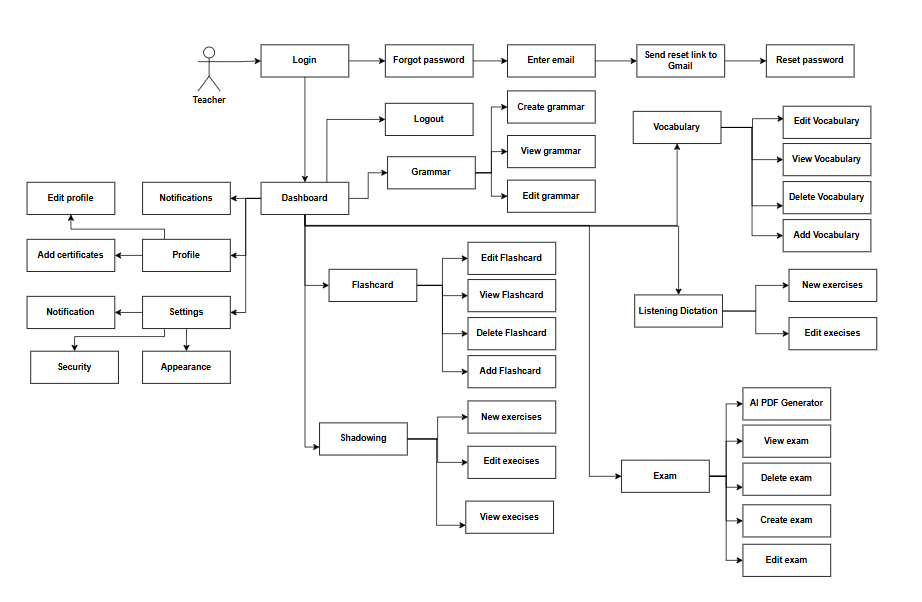 Teacher
Login
Forgot password
Enter email
Send reset link to
Gmail
Reset password
Logout
Grammar
Create grammar
View grammar
Edit grammar
Vocabulary
Edit Vocabulary
View Vocabulary
Delete Vocabulary
Add Vocabulary
Edit profile
Notifications
Dashboard
Add certificates
Profile
Notification
Settings
Security
Appearance
Flashcard
Edit Flashcard
View Flashcard
Delete Flashcard
Add Flashcard
Listening Dictation
New exercises
Edit execises
Shadowing
New exercises
Edit execises
View execises
Exam
AI PDF Generator
View exam
Delete exam
Create exam
Edit exam